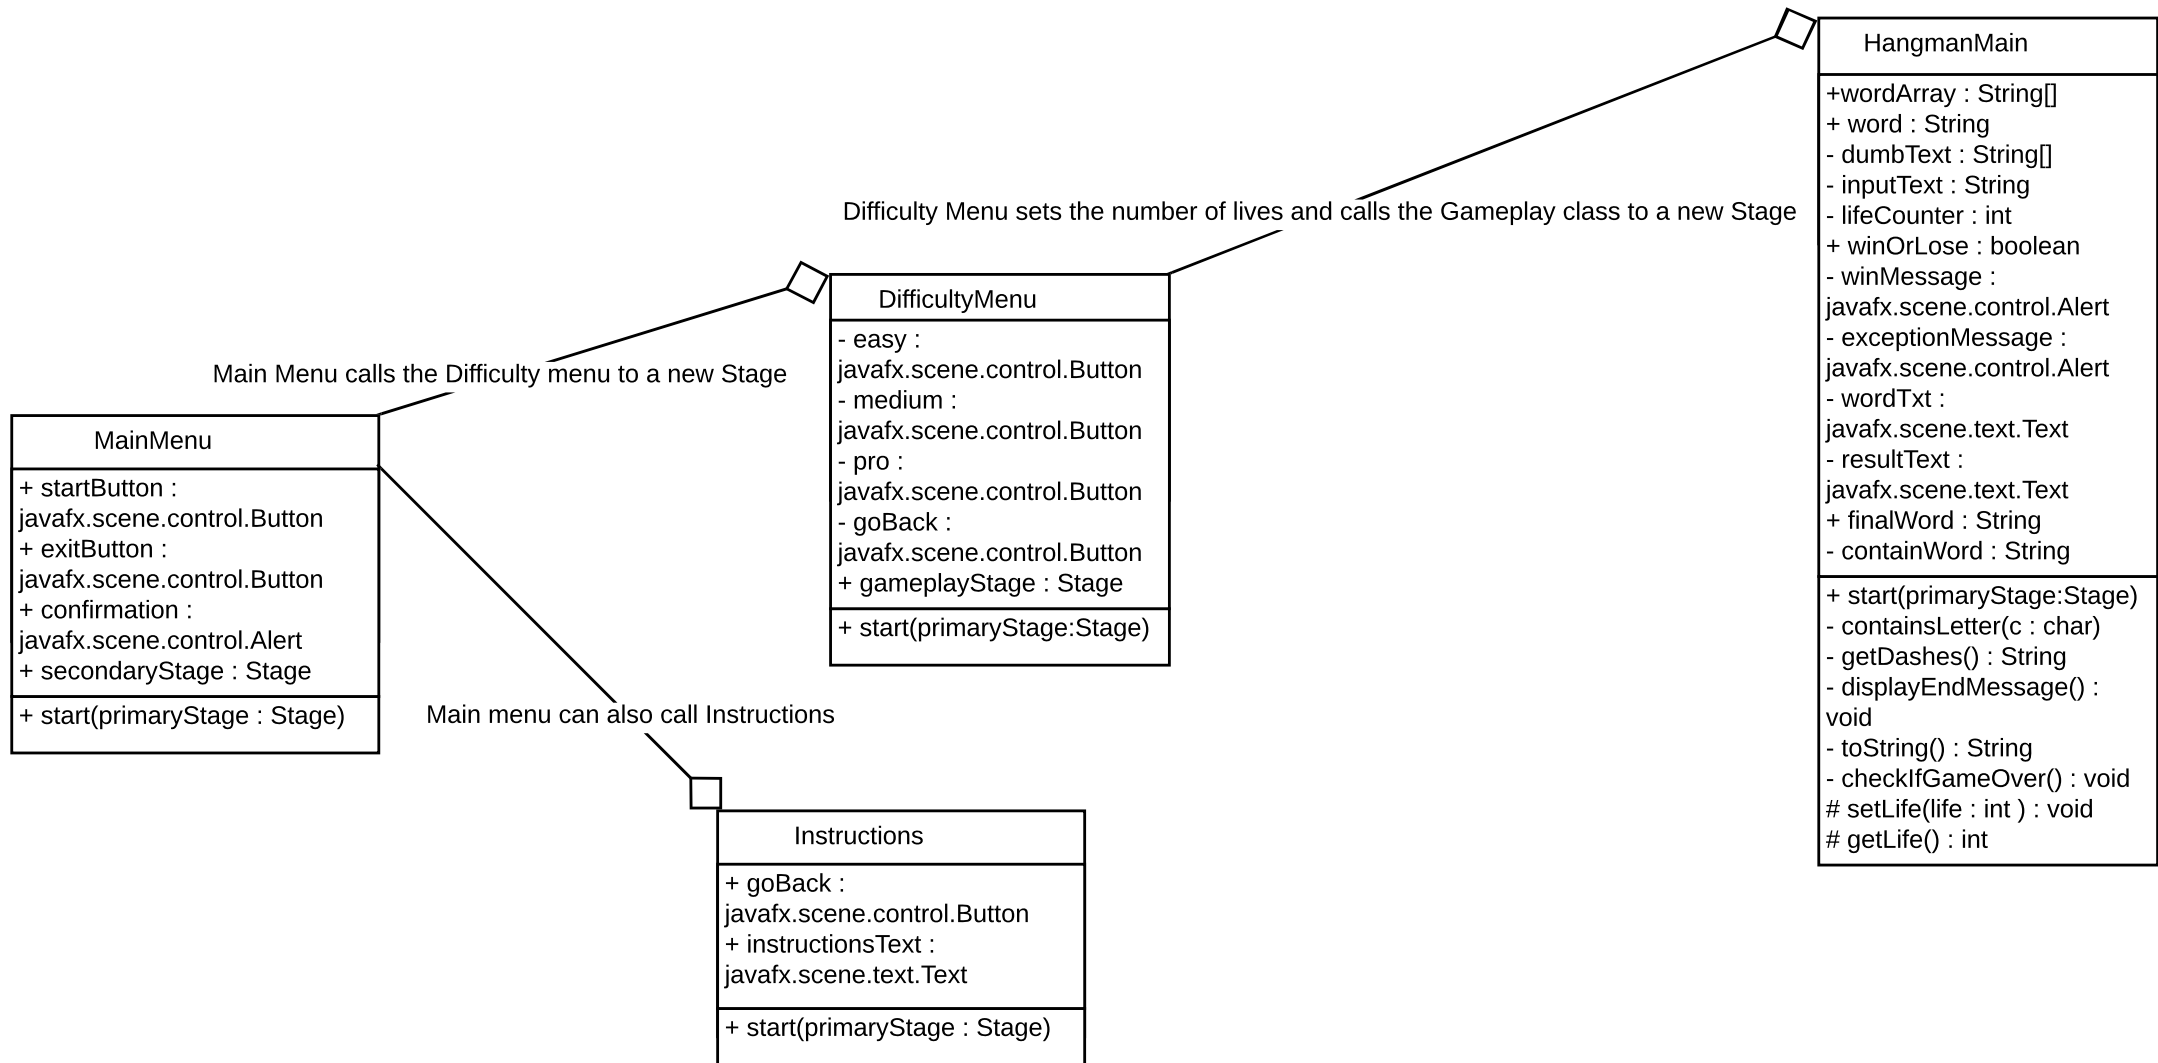 HangmanMain
+wordArray : String[]
+ word : String
- dumbText : String[]
- inputText : String
- lifeCounter : int
+ winOrLose : boolean
- winMessage :
javafx.scene.control.Alert
- exceptionMessage :
javafx.scene.control.Alert
- wordTxt :
javafx.scene.text.Text
- resultText :
javafx.scene.text.Text
+ finalWord : String
- containWord : String
+ start(primaryStage:Stage)
- containsLetter(c : char)
- getDashes() : String
- displayEndMessage() :
void
- toString() : String
- checkIfGameOver() : void
# setLife(life : int ) : void
# getLife() : int
Difficulty Menu sets the number of lives and calls the Gameplay class to a new Stage
DifficultyMenu
- easy :
javafx.scene.control.Button
- medium :
javafx.scene.control.Button
- pro :
javafx.scene.control.Button
- goBack :
javafx.scene.control.Button
+ gameplayStage : Stage
+ start(primaryStage:Stage)
Main Menu calls the Difficulty menu to a new Stage
MainMenu
+ startButton :
javafx.scene.control.Button
+ exitButton :
javafx.scene.control.Button
+ confirmation :
javafx.scene.control.Alert
+ secondaryStage : Stage
+ start(primaryStage : Stage)
Main menu can also call Instructions
Instructions
+ goBack :
javafx.scene.control.Button
+ instructionsText :
javafx.scene.text.Text
+ start(primaryStage : Stage)